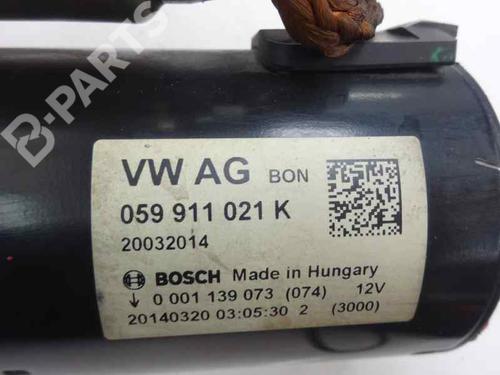 B-PARTS
VW AG BON
059 911 021 K
20032014
BOSCH Made in Hungary
↓ 0 001 139 073 (074) 12V
20140320 03:05:30 2 (3000)